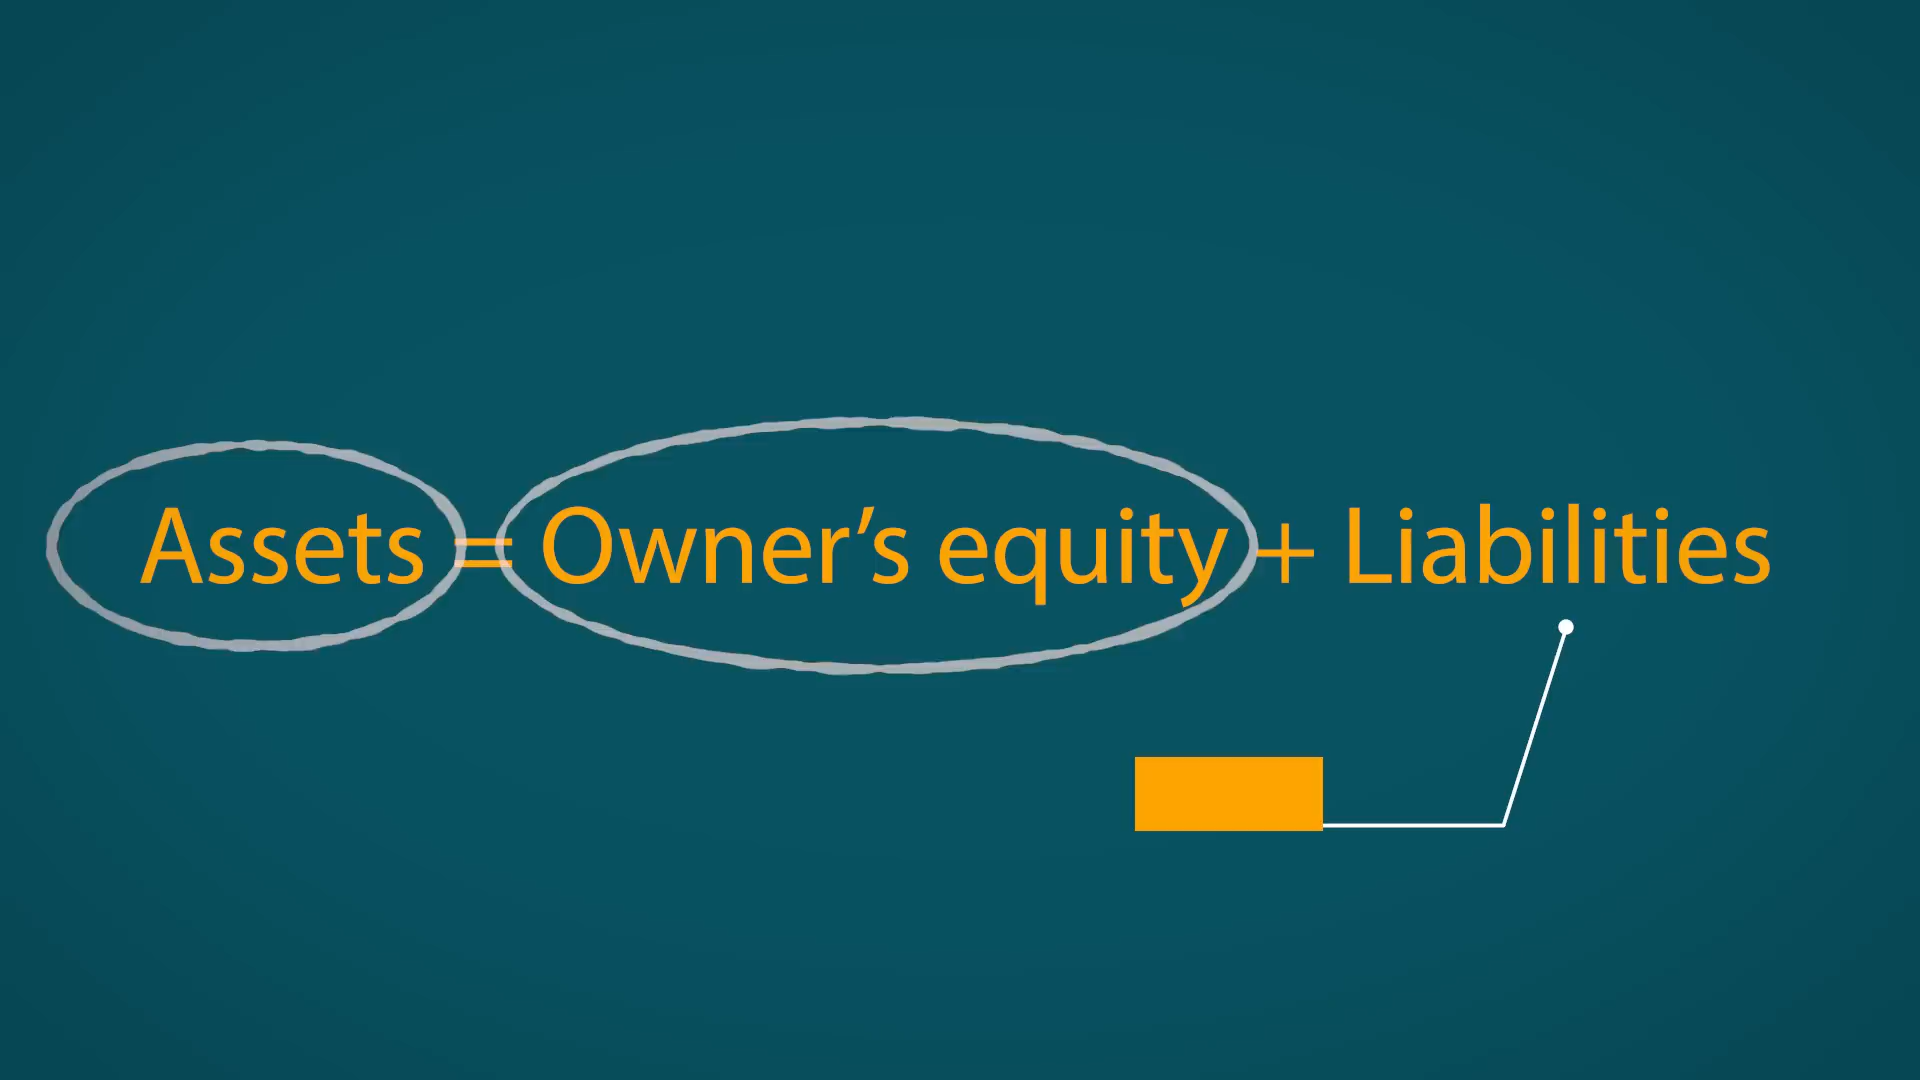 Assets = Owner’s equity + Liabilities